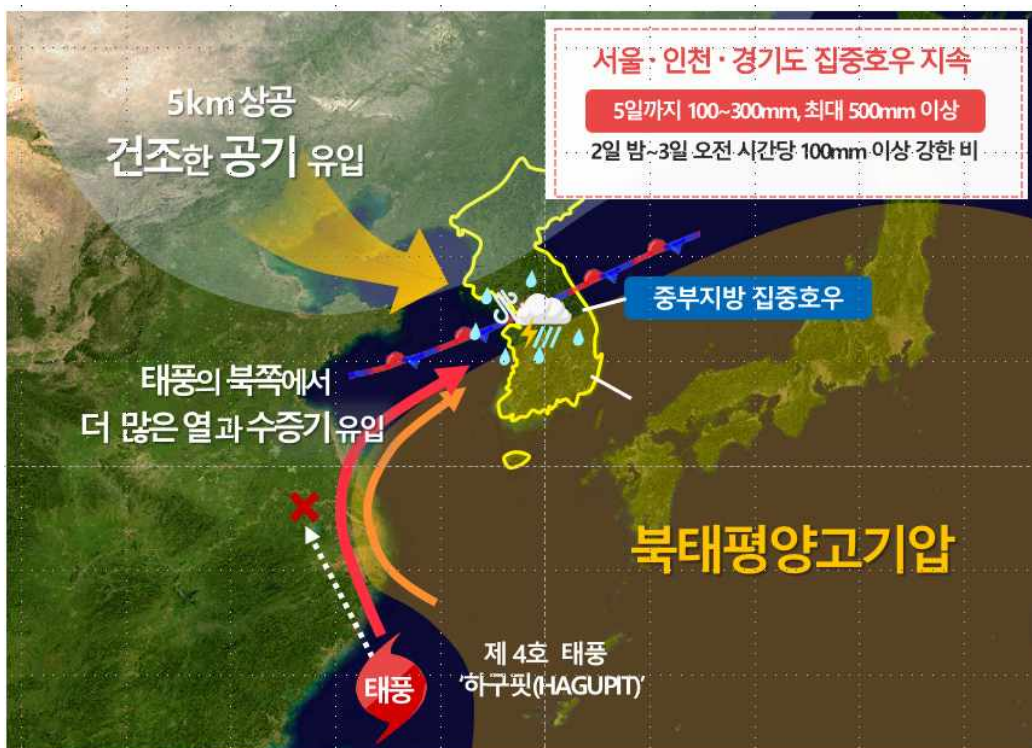 서울·인천·경기도 집중호우 지속
5일까지 100~300mm, 최대 500mm 이상
2일 밤~3일 오전 시간당 100mm 이상 강한 비
5km 상공
건조한 공기 유입
중부지방 집중호우
태풍의 북쪽에서
더 많은 열과 수증기 유입
북태평양고기압
제 4호 태풍
'하구핏(HAGUPIT)'
태풍